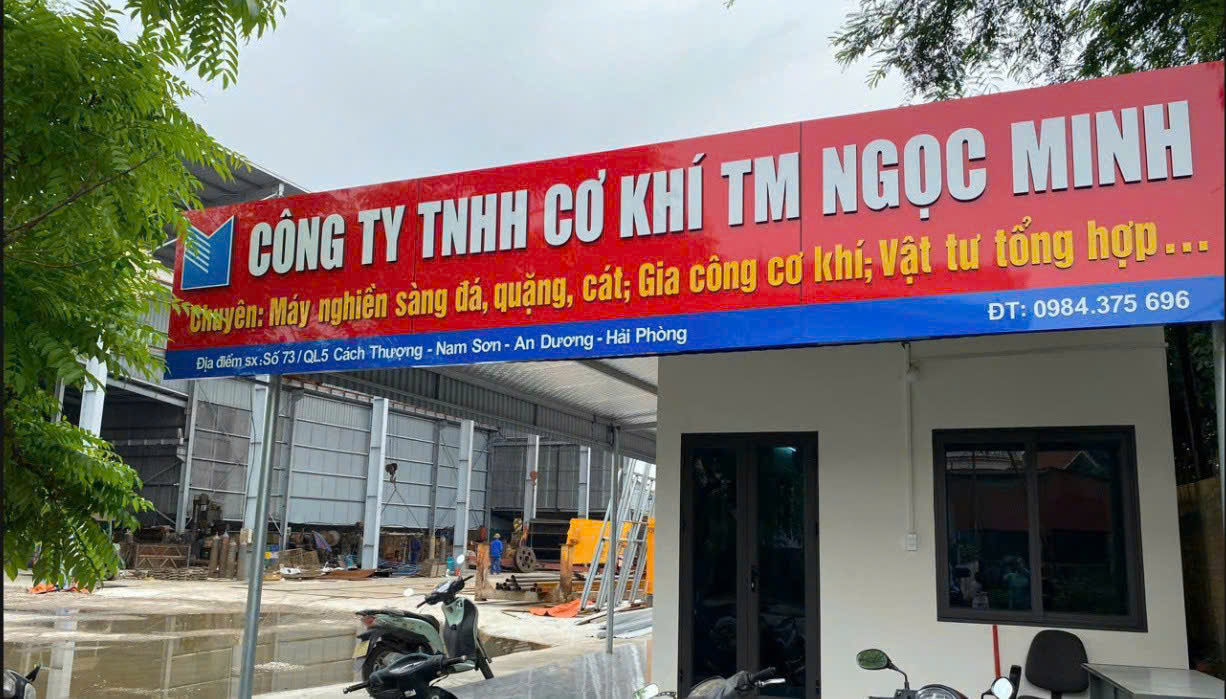 CÔNG TY TNHH CƠ KHÍ TM NGỌC MINH
Chuyên: Máy nghiền sàng đá, quặng, cát; Gia công cơ khí; Vật tư tổng hợp...
ĐT: 0984.375 696
Địa điểm sx: Số 73/QL5 Cách Thượng - Nam Sơn - An Dương - Hải Phòng